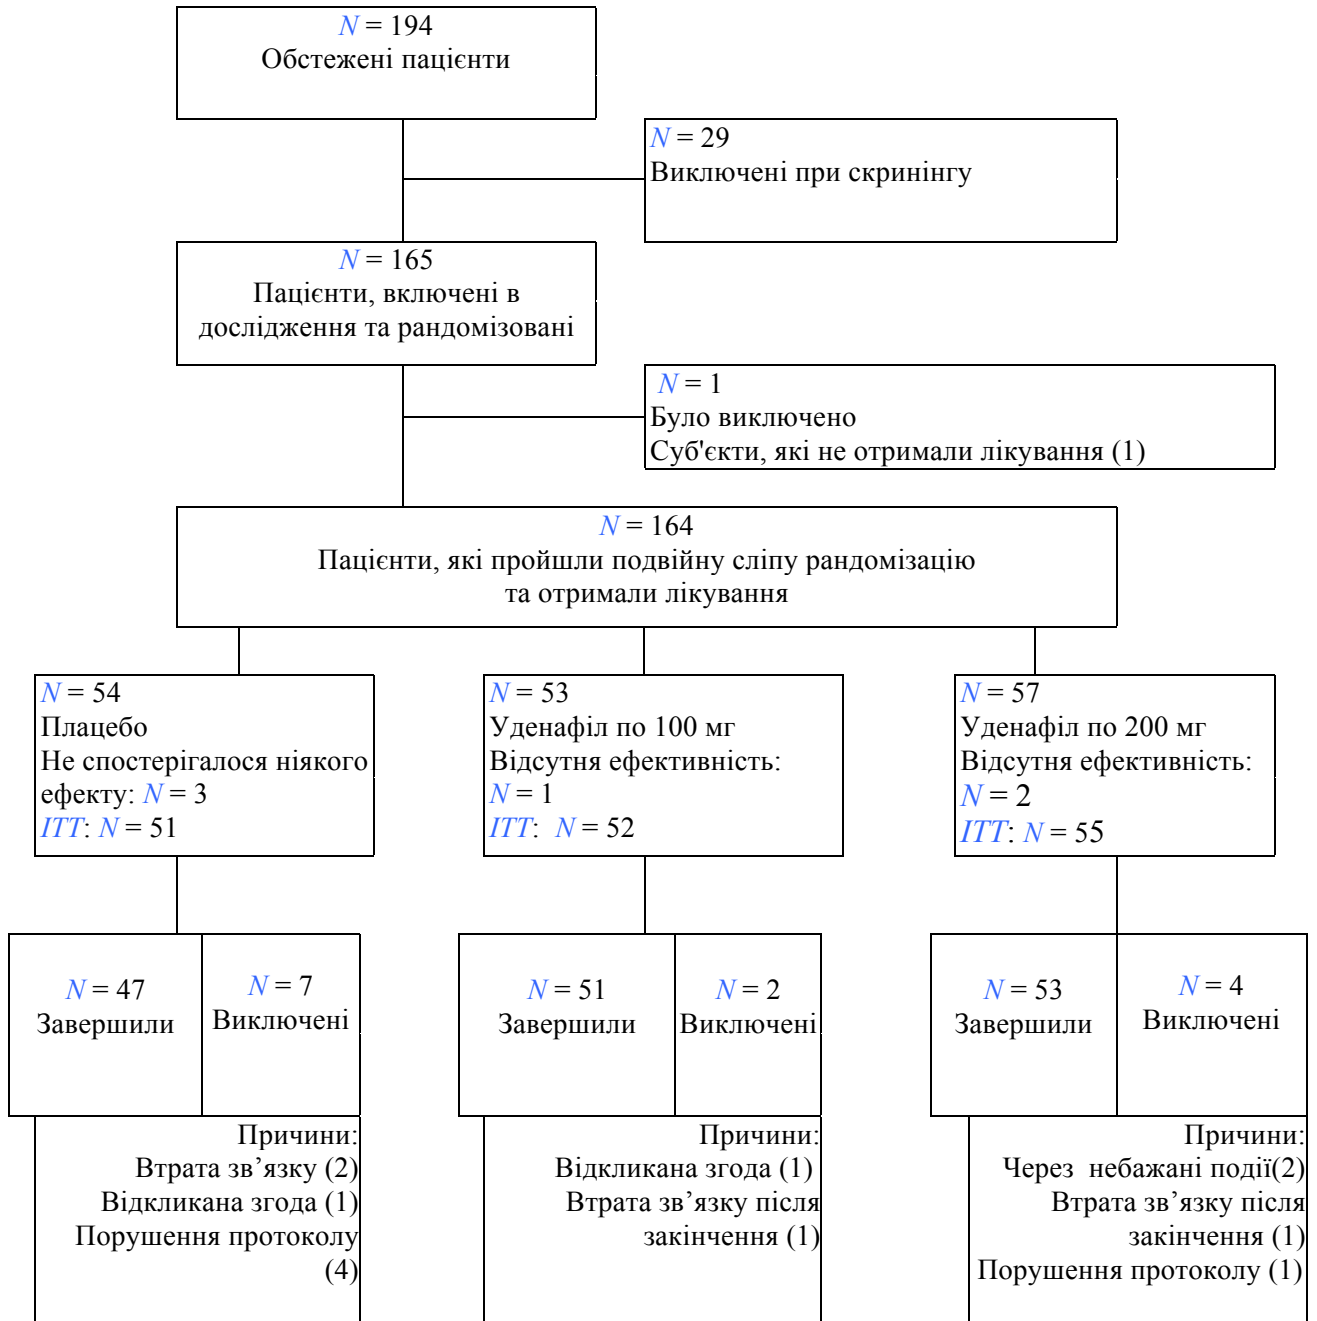 N = 194
Обстежені пацієнти
N = 29
Виключені при скринінгу
N = 165
Пацієнти, включені в
дослідження та рандомізовані
N = 1
Було виключено
Суб'єкти, які не отримали лікування (1)
N = 164
Пацієнти, які пройшли подвійну сліпу рандомізацію
та отримали лікування
N = 54
Плацебо
Не спостерігалося ніякого
ефекту: N = 3
ITT: N = 51
N = 53
Уденафіл по 100 мг
Відсутня ефективність:
N = 1
ITT: N = 52
N = 57
Уденафіл по 200 мг
Відсутня ефективність:
N = 2
ITT: N = 55
N = 47
Завершили
N = 7
Виключені
N = 51
Завершили
N = 2
Виключені
N = 53
Завершили
N = 4
Виключені
Причини:
Втрата зв’язку (2)
Відкликана згода (1)
Порушення протоколу
(4)
Причини:
Відкликана згода (1)
Втрата зв’язку після
закінчення (1)
Причини:
Через небажані події(2)
Втрата зв’язку після
закінчення (1)
Порушення протоколу (1)